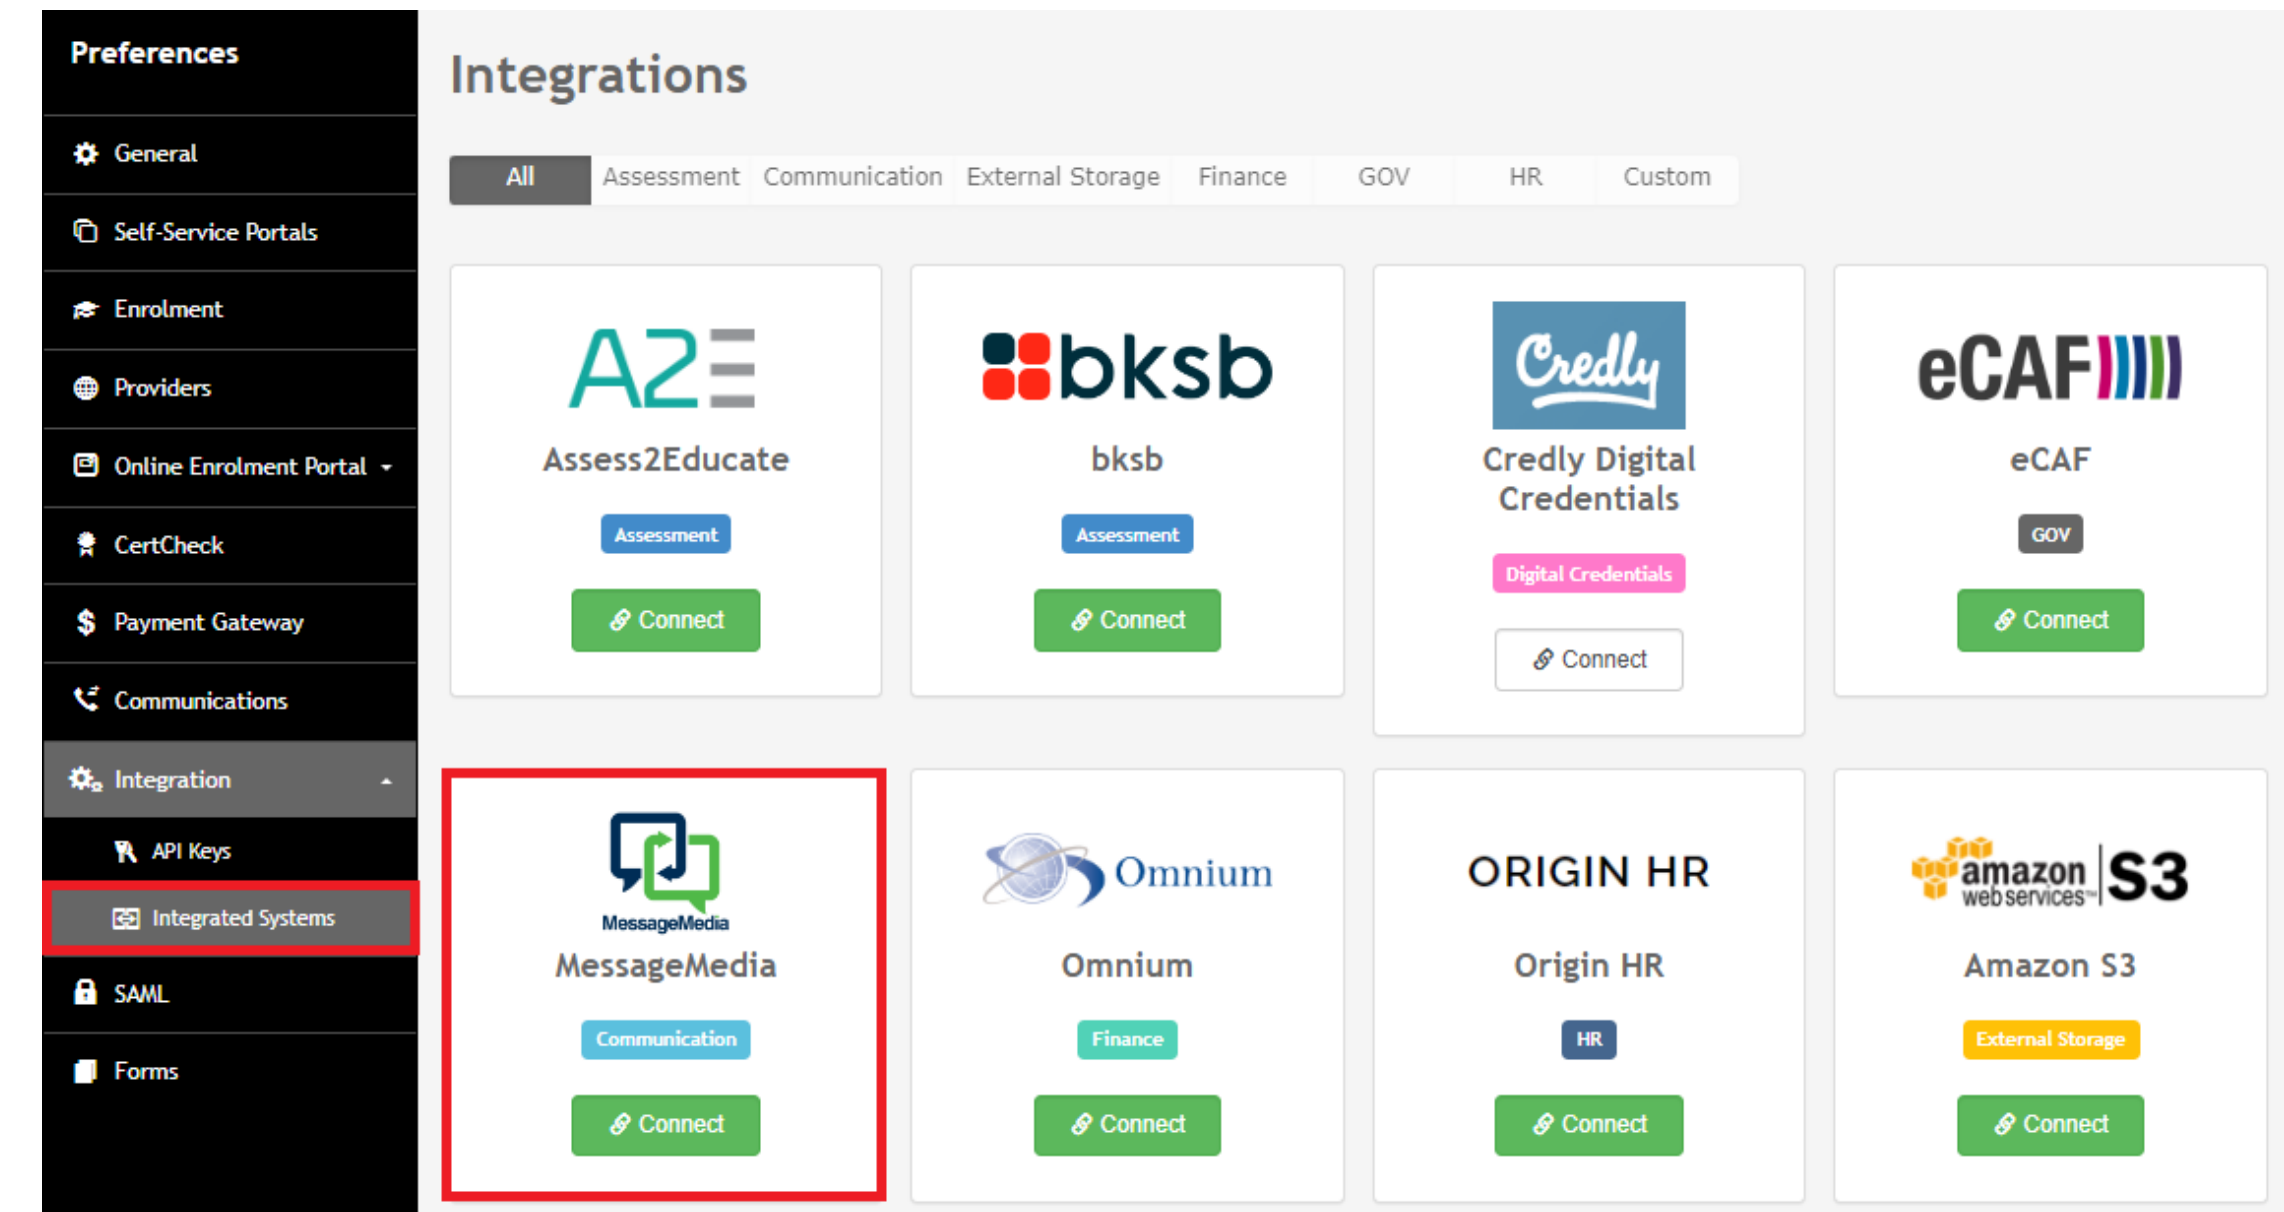 Preferences
General
Self-Service Portals
Enrolment
Providers
Online Enrolment Portal
CertCheck
Payment Gateway
Communications
Integration
API Keys
Integrated Systems
SAML
Forms
Integrations
All Assessment Communication External Storage Finance GOV HR Custom
A2E
Assess2Educate
Assessment
Connect
bksb
bksb
Assessment
Connect
Credly
Credly Digital
Credentials
Digital Credentials
Connect
eCAF
eCAF
GOV
Connect
MessageMedia
MessageMedia
Communication
Connect
Omnium
Omnium
Finance
Connect
ORIGIN HR
Origin HR
HR
Connect
amazon
webservices™
S3
Amazon S3
External Storage
Connect